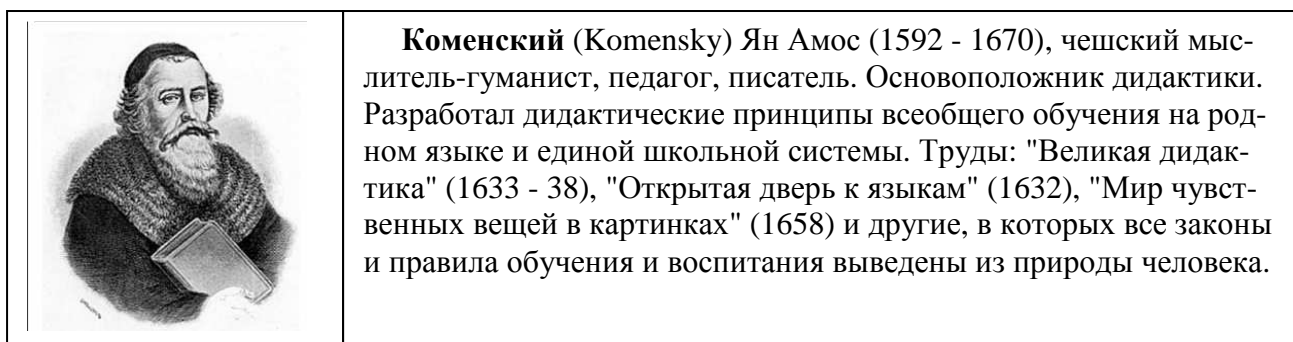 Коменский (Komensky) Ян Амос (1592 - 1670), чешский мыс-
литель-гуманист, педагог, писатель. Основоположник дидактики.
Разработал дидактические принципы всеобщего обучения на род-
ном языке и единой школьной системы. Труды: "Великая дидак-
тика" (1633 - 38), "Открытая дверь к языкам" (1632), "Мир чувст-
венных вещей в картинках" (1658) и другие, в которых все законы
и правила обучения и воспитания выведены из природы человека.